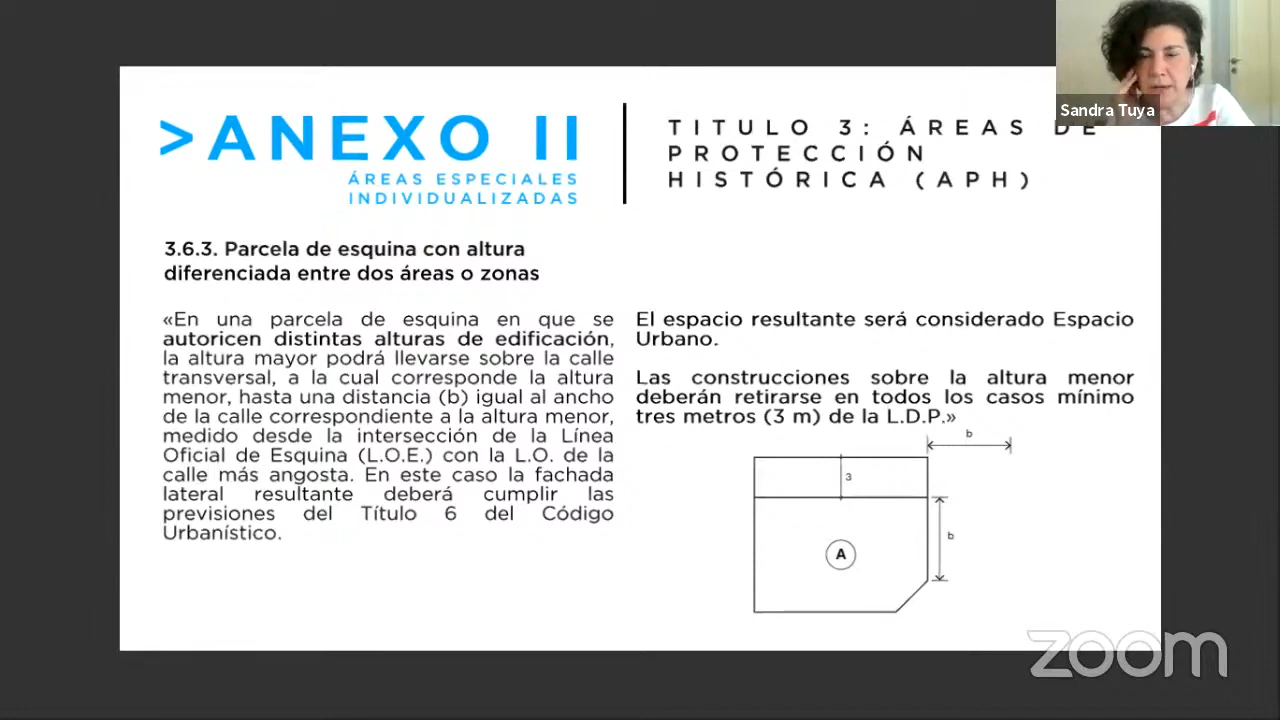 Sandra Tuya
>ANEXO II
ÁREAS ESPECIALES
INDIVIDUALIZADAS
TITULO 3: ÁREAS DE
PROTECCIÓN
HISTÓRICA (APH)
3.6.3. Parcela de esquina con altura
diferenciada entre dos áreas o zonas
«En una parcela de esquina en que se
autoricen distintas alturas de edificación,
la altura mayor podrá llevarse sobre la calle
transversal, a la cual corresponde la altura
menor, hasta una distancia (b) igual al ancho
de la calle correspondiente a la altura menor,
medido desde la intersección de la Línea
Oficial de Esquina (L.O.E.) con la L.O. de la
calle más angosta. En este caso la fachada
lateral resultante deberá cumplir las
previsiones del Título 6 del Código
Urbanístico.
El espacio resultante será considerado Espacio
Urbano.
Las construcciones sobre la altura menor
deberán retirarse en todos los casos mínimo
tres metros (3 m) de la L.D.P.»
b
3
b
A
zoom